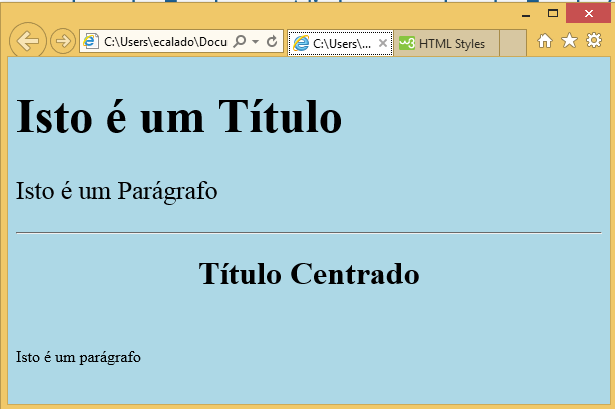 C:\Users\ecalado\Docu
C:\Users\...
HTML Styles
Isto é um Título
Isto é um Parágrafo
Título Centrado
Isto é um parágrafo